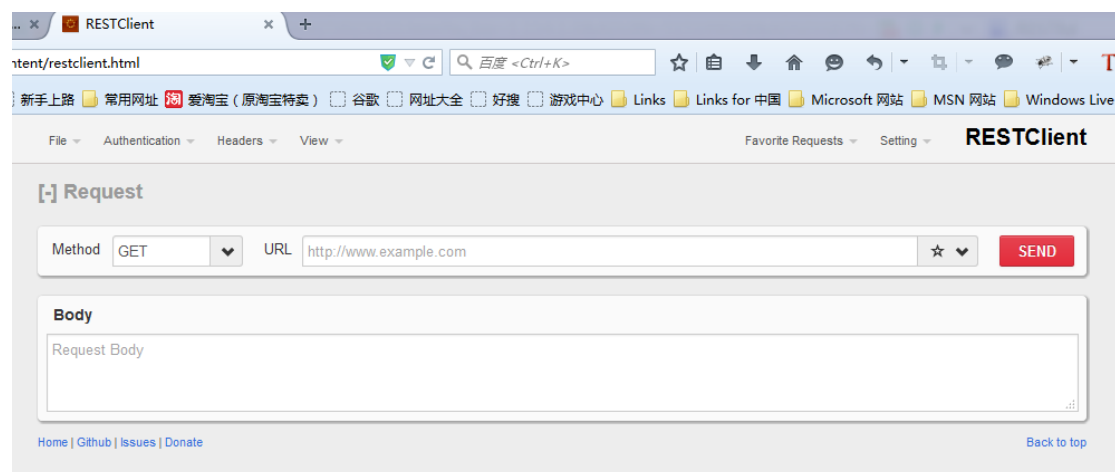 ... RESTClient
ntent/restclient.html 百度 <Ctrl+K>
新手上路 常用网址 淘 爱淘宝（原淘宝特卖） 谷歌 网址大全 好搜 游戏中心 Links Links for 中国 Microsoft 网站 MSN 网站 Windows Live
File Authentication Headers View Favorite Requests Setting RESTClient
[-] Request
Method GET URL http://www.example.com SEND
Body
Request Body
Home | Github | Issues | Donate Back to top